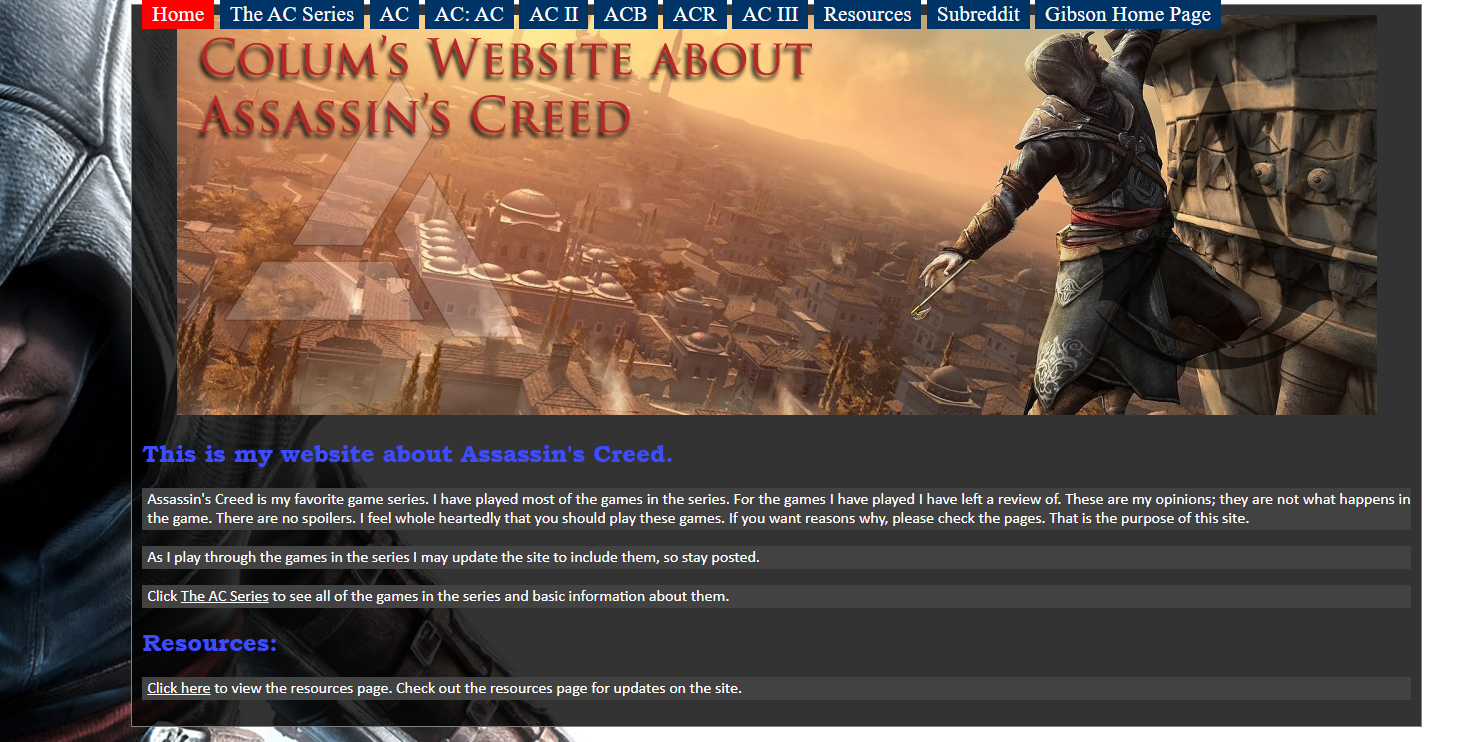 Home The AC Series AC AC: AC AC II ACB ACR AC III Resources Subreddit Gibson Home Page
Colum's Website about
Assassin's Creed
This is my website about Assassin's Creed.
Assassin's Creed is my favorite game series. I have played most of the games in the series. For the games I have played I have left a review of. These are my opinions; they are not what happens in
the game. There are no spoilers. I feel whole heartedly that you should play these games. If you want reasons why, please check the pages. That is the purpose of this site.
As I play through the games in the series I may update the site to include them, so stay posted.
Click The AC Series to see all of the games in the series and basic information about them.
Resources:
Click here to view the resources page. Check out the resources page for updates on the site.